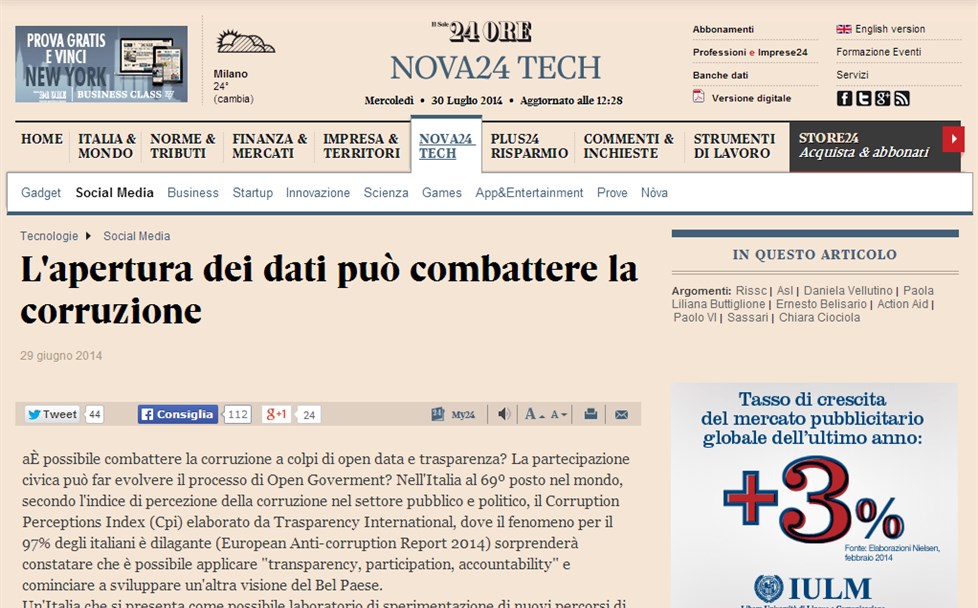 PROVA GRATIS
E VINCI
NEW YORK
BUSINESS CLASS
Milano
24°
(cambia)
Il Sole
24 ORE
NOVA24 TECH
Mercoledì • 30 Luglio 2014 • Aggiornato alle 12:28
Abbonamenti
Professioni e Imprese24
Banche dati
Versione digitale
English version
Formazione Eventi
Servizi
HOME
ITALIA &
MONDO
NORME &
TRIBUTI
FINANZA &
MERCATI
IMPRESA &
TERRITORI
NOVA24
TECH
PLUS24
RISPARMIO
COMMENTI &
INCHIESTE
STRUMENTI
DI LAVORO
STORE24
Acquista & abbonati
Gadget Social Media Business Startup Innovazione Scienza Games App&Entertainment Prove Nòva
Tecnologie Social Media
L'apertura dei dati può combattere la
corruzione
29 giugno 2014
Tweet 44 Consiglia 112 g+1 24 My24 A A
aÈ possibile combattere la corruzione a colpi di open data e trasparenza? La partecipazione
civica può far evolvere il processo di Open Goverment? Nell'Italia al 69º posto nel mondo,
secondo l'indice di percezione della corruzione nel settore pubblico e politico, il Corruption
Perceptions Index (Cpi) elaborato da Trasparency International, dove il fenomeno per il
97% degli italiani è dilagante (European Anti-corruption Report 2014) sorprenderà
constatare che è possibile applicare "transparency, participation, accountability" e
cominciare a sviluppare un'altra visione del Bel Paese.
Un'Italia che si presenta come possibile laboratorio di sperimentazione di nuovi percorsi di
IN QUESTO ARTICOLO
Argomenti: Rissc | Asl | Daniela Vellutino | Paola
Liliana Buttiglione | Ernesto Belisario | Action Aid |
Paolo VI | Sassari | Chiara Ciociola
Tasso di crescita
del mercato pubblicitario
globale dell'ultimo anno:
+3%
Fonte: Elaborazioni Nielsen,
febbraio 2014
IULM